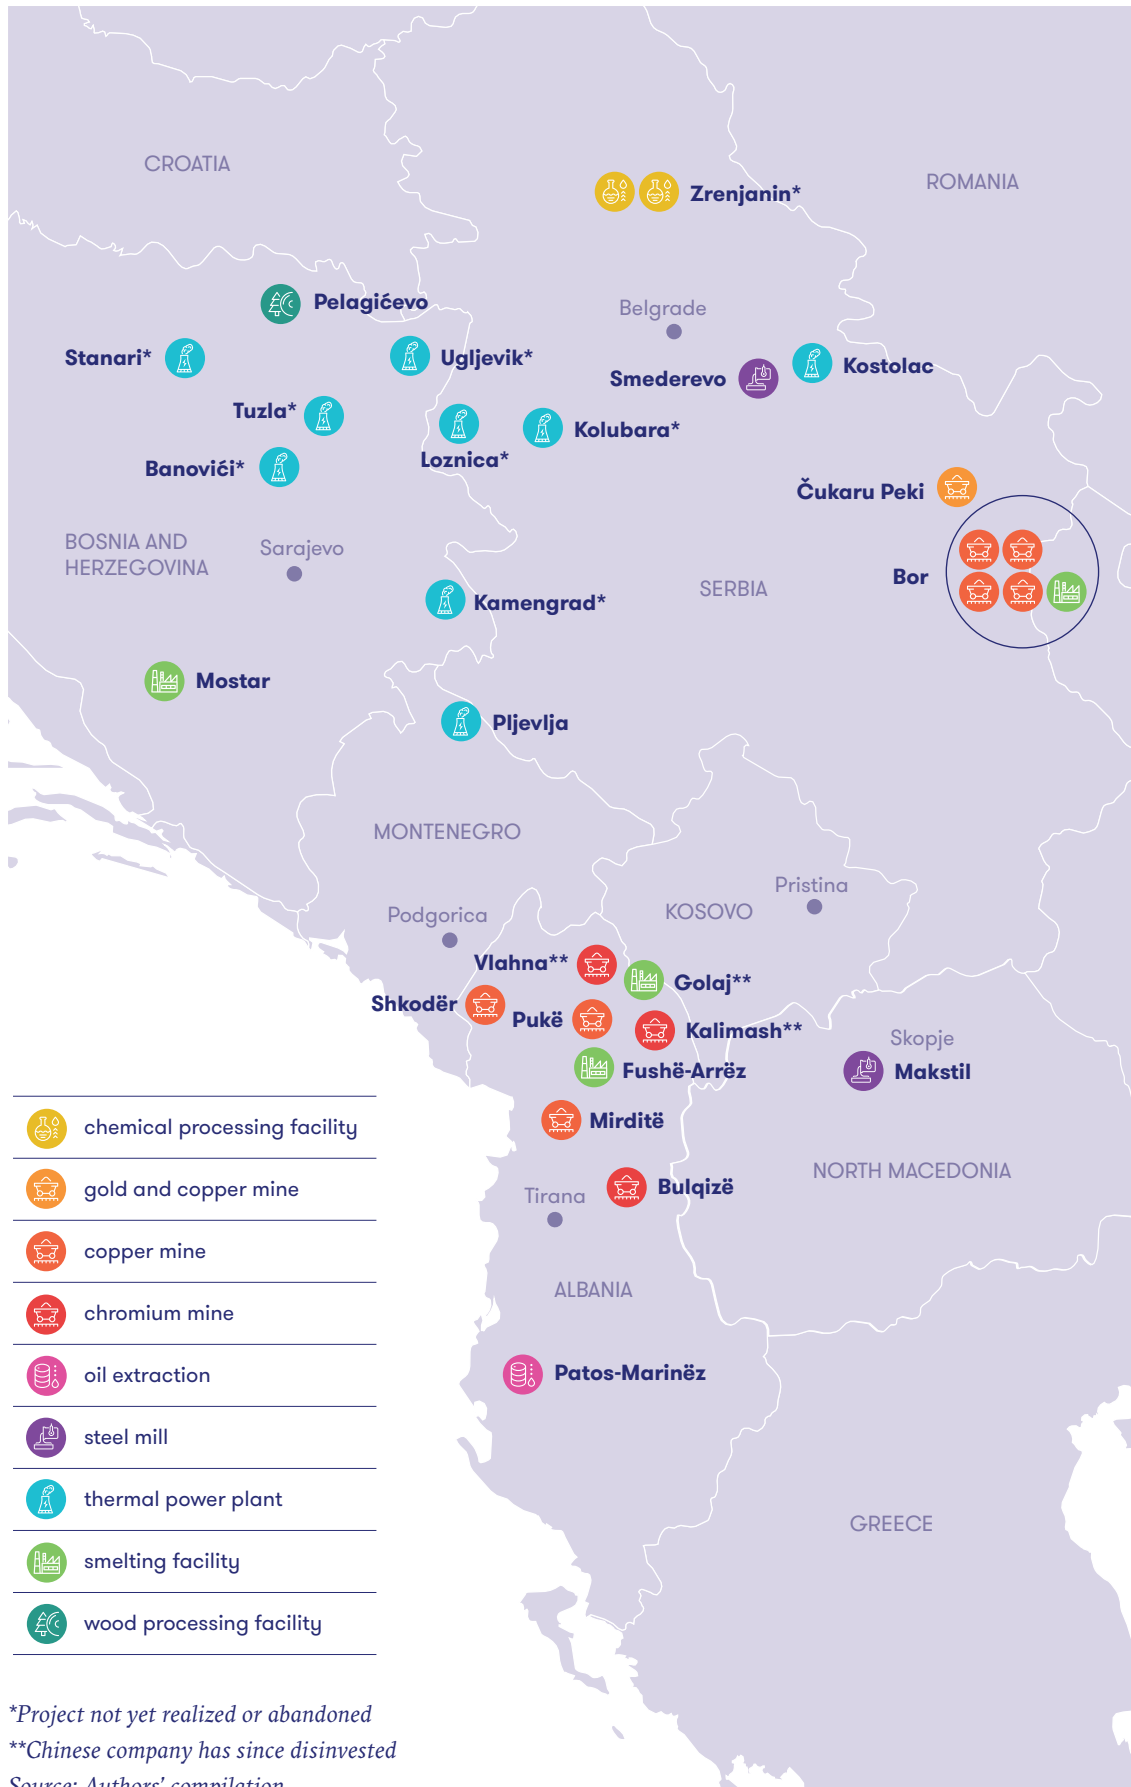 CROATIA
ROMANIA
Zrenjanin*
Pelagićevo
Belgrade
Stanari*
Ugljevik*
Kostolac
Smederevo
Tuzla*
Kolubara*
Loznica*
Banovići*
Čukaru Peki
BOSNIA AND
HERZEGOVINA
Sarajevo
Bor
SERBIA
Kamengrad*
Mostar
Pljevlja
MONTENEGRO
Pristina
KOSOVO
Podgorica
Vlahna**
Golaj**
Shkodër
Pukë
Kalimash**
Skopje
Fushë-Arrëz
Makstil
Mirditë
NORTH MACEDONIA
Bulqizë
Tirana
ALBANIA
Patos-Marinëz
GREECE
chemical processing facility
gold and copper mine
copper mine
chromium mine
oil extraction
steel mill
thermal power plant
smelting facility
wood processing facility
*Project not yet realized or abandoned
**Chinese company has since disinvested
Source: Authors' compilation